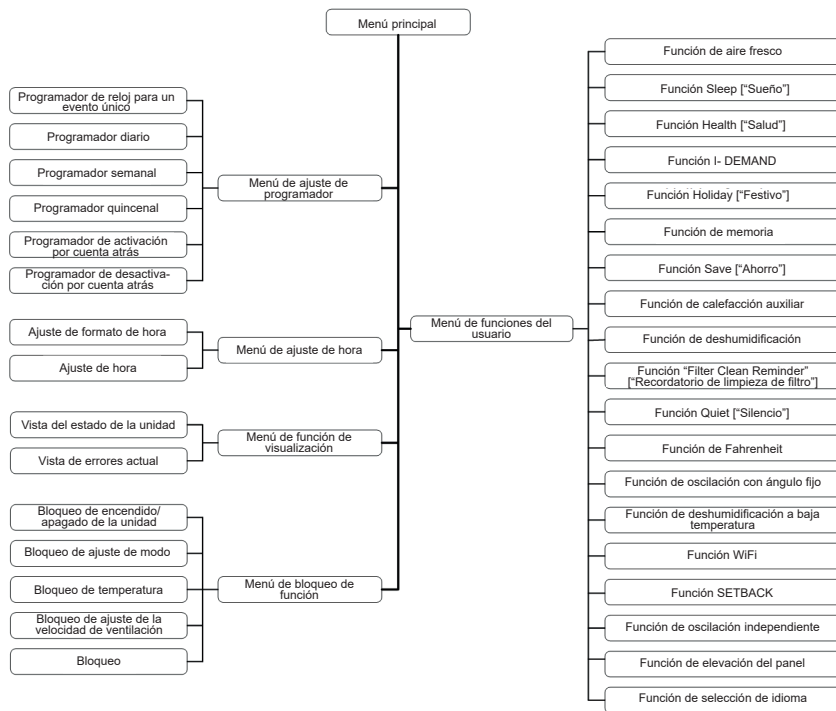 Menú principal
Programador de reloj para un
evento único
Programador diario
Programador semanal
Programador quincenal
Programador de activación
por cuenta atrás
Programador de desactiva-
ción por cuenta atrás
Menú de ajuste de
programador
Ajuste de formato de hora
Ajuste de hora
Menú de ajuste de hora
Vista del estado de la unidad
Vista de errores actual
Menú de función de
visualización
Bloqueo de encendido/
apagado de la unidad
Bloqueo de ajuste de modo
Bloqueo de temperatura
Bloqueo de ajuste de la
velocidad de ventilación
Bloqueo
Menú de bloqueo de
función
Menú de funciones del
usuario
Función de aire fresco
Función Sleep [“Sueño”]
Función Health [“Salud”]
Función I- DEMAND
Función Holiday [“Festivo”]
Función de memoria
Función Save [“Ahorro”]
Función de calefacción auxiliar
Función de deshumidificación
Función “Filter Clean Reminder”
[“Recordatorio de limpieza de filtro”]
Función Quiet [“Silencio”]
Función de Fahrenheit
Función de oscilación con ángulo fijo
Función de deshumidificación a baja
temperatura
Función WiFi
Función SETBACK
Función de oscilación independiente
Función de elevación del panel
Función de selección de idioma